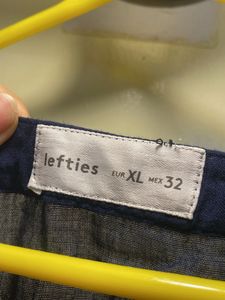 lefties EUR XL MEX 32